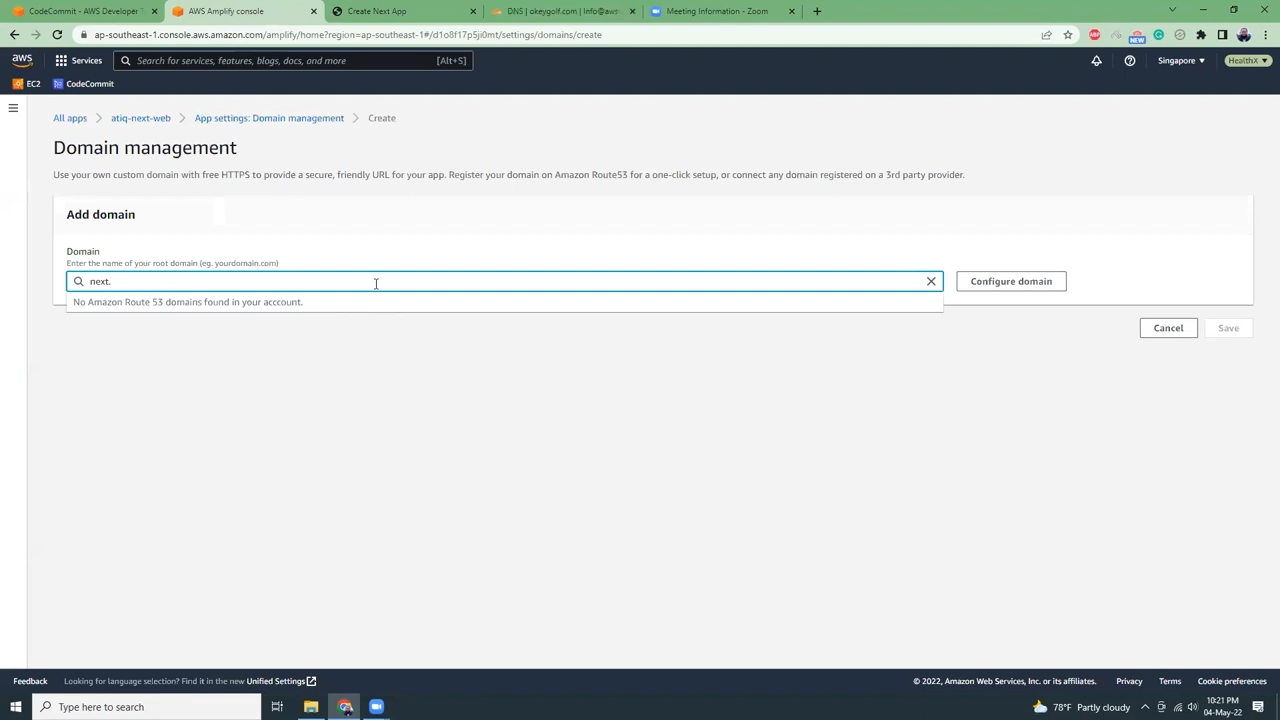 CodeCommit - AWS Developer T
AWS Amplify console
Create Next App
DNS | okeygolf.com | Info@aws
Meeting Information - Zoom
ap-southeast-1.console.aws.amazon.com/amplify/home?region=ap-southeast-1#/d1o8f17p5ji0mt/settings/domains/create
NEW
aws
Services
Search for services, features, blogs, docs, and more
[Alt+S]
Singapore
HealthX
EC2
CodeCommit
All apps
atiq-next-web
App settings: Domain management
Create
Domain management
Use your own custom domain with free HTTPS to provide a secure, friendly URL for your app. Register your domain on Amazon Route53 for a one-click setup, or connect any domain registered on a 3rd party provider.
Add domain
Domain
Enter the name of your root domain (eg. yourdomain.com)
next.
Configure domain
No Amazon Route 53 domains found in your acccount.
Cancel
Save
Feedback
Looking for language selection? Find it in the new Unified Settings
© 2022, Amazon Web Services, Inc. or its affiliates.
Privacy
Terms
Cookie preferences
Type here to search
78°F Partly cloudy
10:21 PM
04-May-22